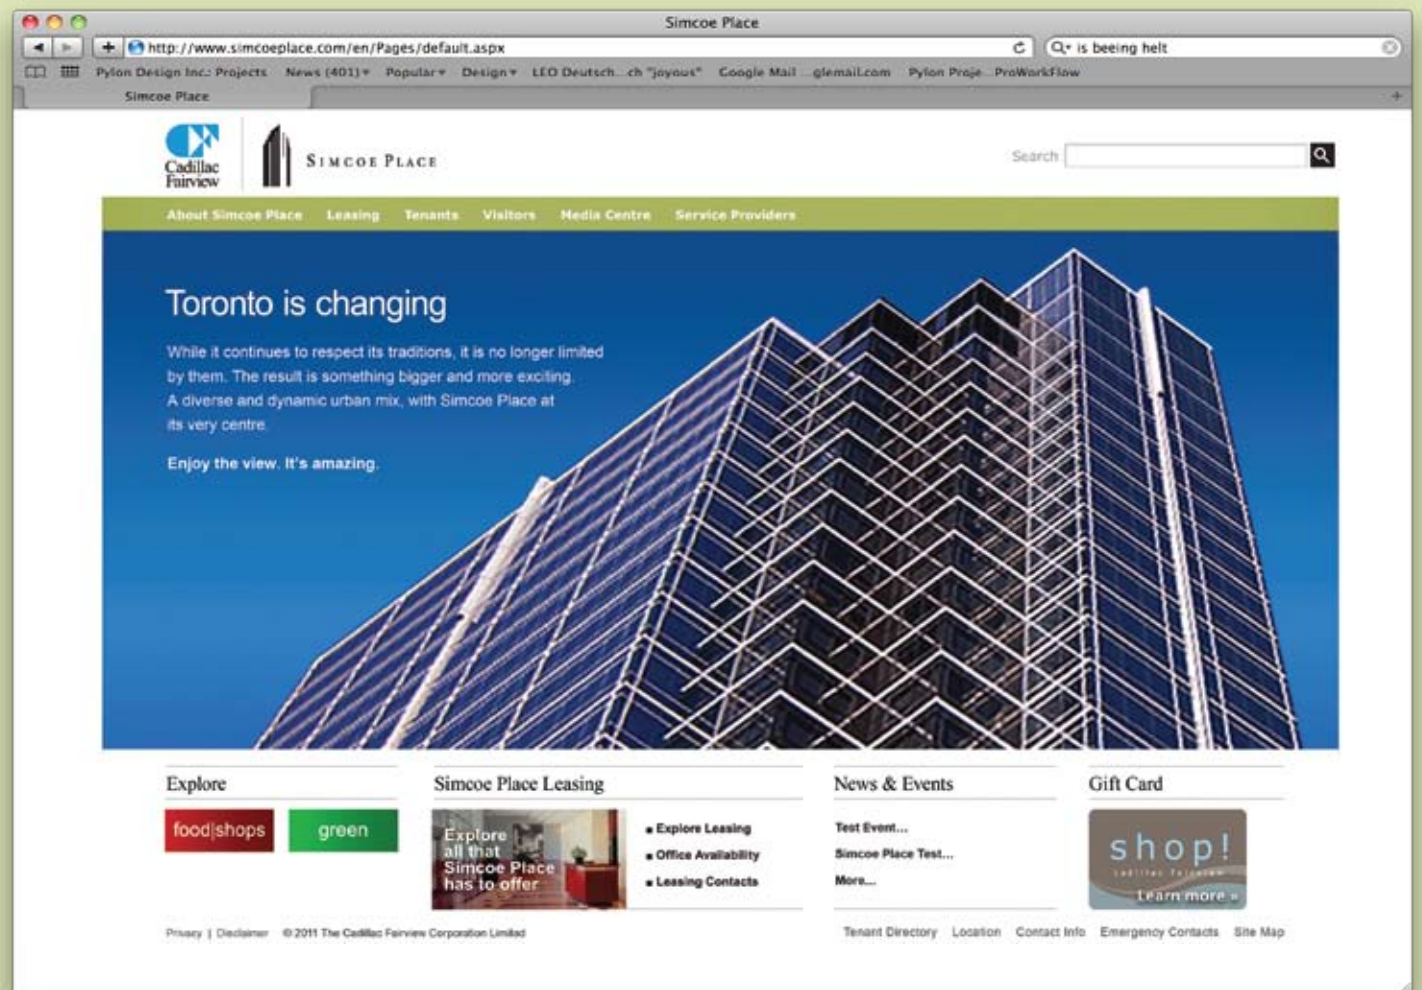 Simcoe Place
http://www.simcoeplace.com/en/Pages/default.aspx
is beeing helt
Pylon Design Inc.: Projects News (401) Popular Design LEO Deutsch...ch "joyous" Google Mail ...glemail.com Pylon Proje...ProWorkFlow
Simcoe Place
Cadillac
Fairview
SIMCOE PLACE
Search
About Simcoe Place Leasing Tenants Visitors Media Centre Service Providers
Toronto is changing
While it continues to respect its traditions, it is no longer limited
by them. The result is something bigger and more exciting.
A diverse and dynamic urban mix, with Simcoe Place at
its very centre.
Enjoy the view. It's amazing.
Explore
food|shops green
Simcoe Place Leasing
Explore
all that
Simcoe Place
has to offer
Explore Leasing
Office Availability
Leasing Contacts
News & Events
Test Event...
Simcoe Place Test...
More...
Gift Card
shop!
cadillac fairview
Learn more »
Privacy | Disclaimer © 2011 The Cadillac Fairview Corporation Limited
Tenant Directory Location Contact Info Emergency Contacts Site Map